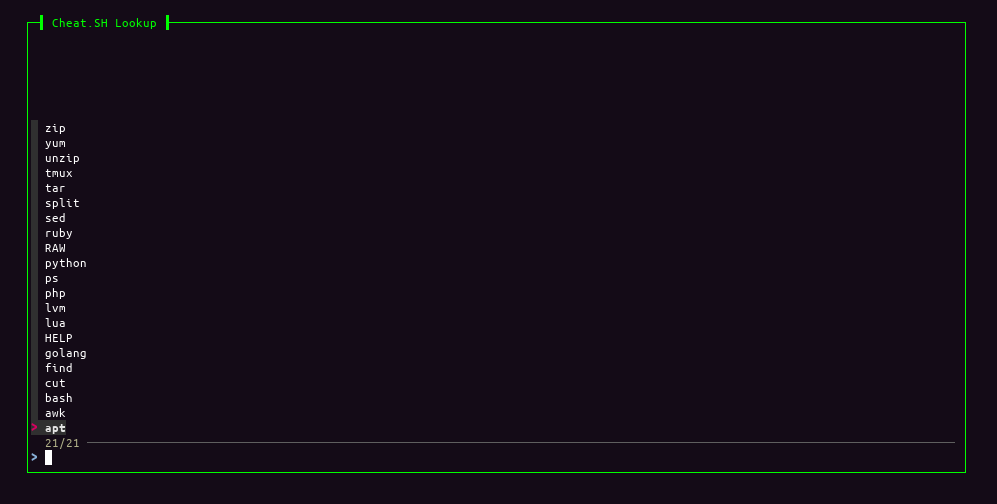 Cheat.SH Lookup
zip
yum
unzip
tmux
tar
split
sed
ruby
RAW
python
ps
php
lvm
lua
HELP
golang
find
cut
bash
awk
> apt
21/21
>